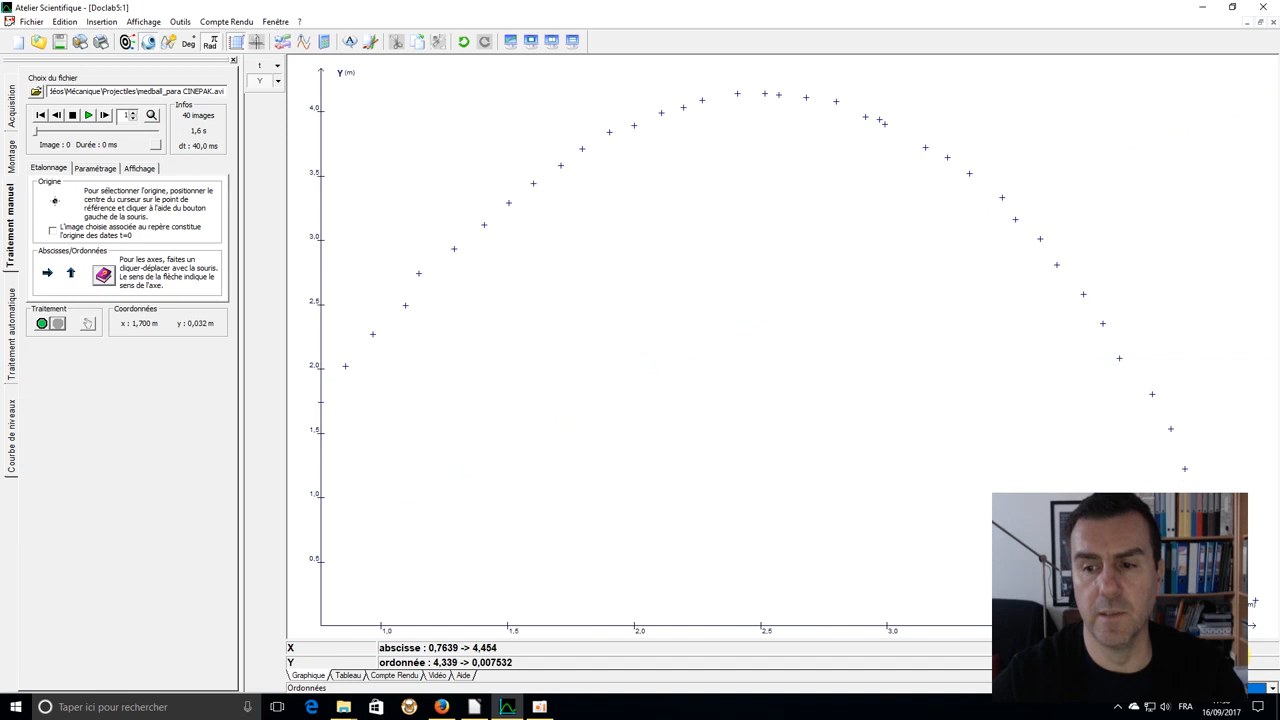 Atelier Scientifique - [Doclab5:1]
Fichier Edition Insertion Affichage Outils Compte Rendu Fenêtre ?
Deg π Rad
t
Y
Choix du fichier
léos\Mécanique\Projectiles\medball_para CINEPAK.avi
1
Infos
40 images
1,6 s
dt : 40,0 ms
Image : 0 Durée : 0 ms
Etalonnage Paramétrage Affichage
Origine
Pour sélectionner l'origine, positionner le
centre du curseur sur le point de
référence et cliquer à l'aide du bouton
gauche de la souris.
L'image choisie associée au repère constitue
l'origine des dates t=0
Abscisses/Ordonnées
Pour les axes, faites un
cliquer-déplacer avec la souris.
Le sens de la flèche indique le
sens de l'axe.
Traitement
Coordonnées
x : 1,700 m y : 0,032 m
Acquisition
Montage
Traitement manuel
Traitement automatique
Courbe de niveaux
Y (m)
4,0
3,5
3,0
2,5
2,0
1,5
1,0
0,5
1,0 1,5 2,0 2,5 3,0
X abscisse : 0,7639 -> 4,454
Y ordonnée : 4,339 -> 0,007532
Graphique Tableau Compte Rendu Vidéo Aide
Ordonnées
Taper ici pour rechercher
FRA
16/09/2017